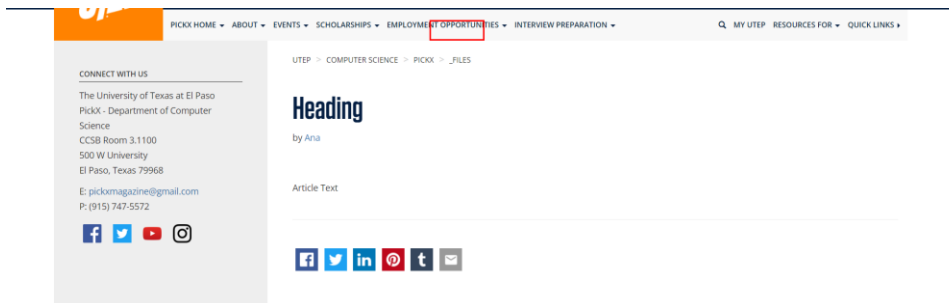 PICKX HOME ABOUT EVENTS SCHOLARSHIPS EMPLOYMENT OPPORTUNITIES INTERVIEW PREPARATION MY UTEP RESOURCES FOR QUICK LINKS
UTEP > COMPUTER SCIENCE > PICKX > _FILES
CONNECT WITH US
The University of Texas at El Paso
PickX - Department of Computer
Science
CCSB Room 3.1100
500 W University
El Paso, Texas 79968
E: pickxmagazine@gmail.com
P: (915) 747-5572
Heading
by Ana
Article Text